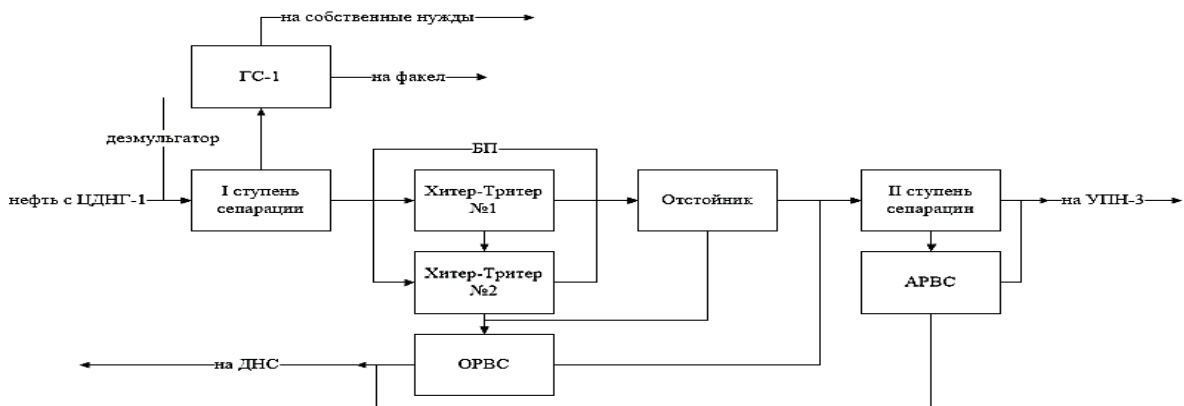 на собственные нужды
ГС-1
на факел
деэмульгатор
БП
нефть с ЦДНГ-1
I ступень
сепарации
Хитер-Тритер
№1
Отстойник
II ступень
сепарации
на УПН-3
Хитер-Тритер
№2
АРВС
на ДНС
ОРВС